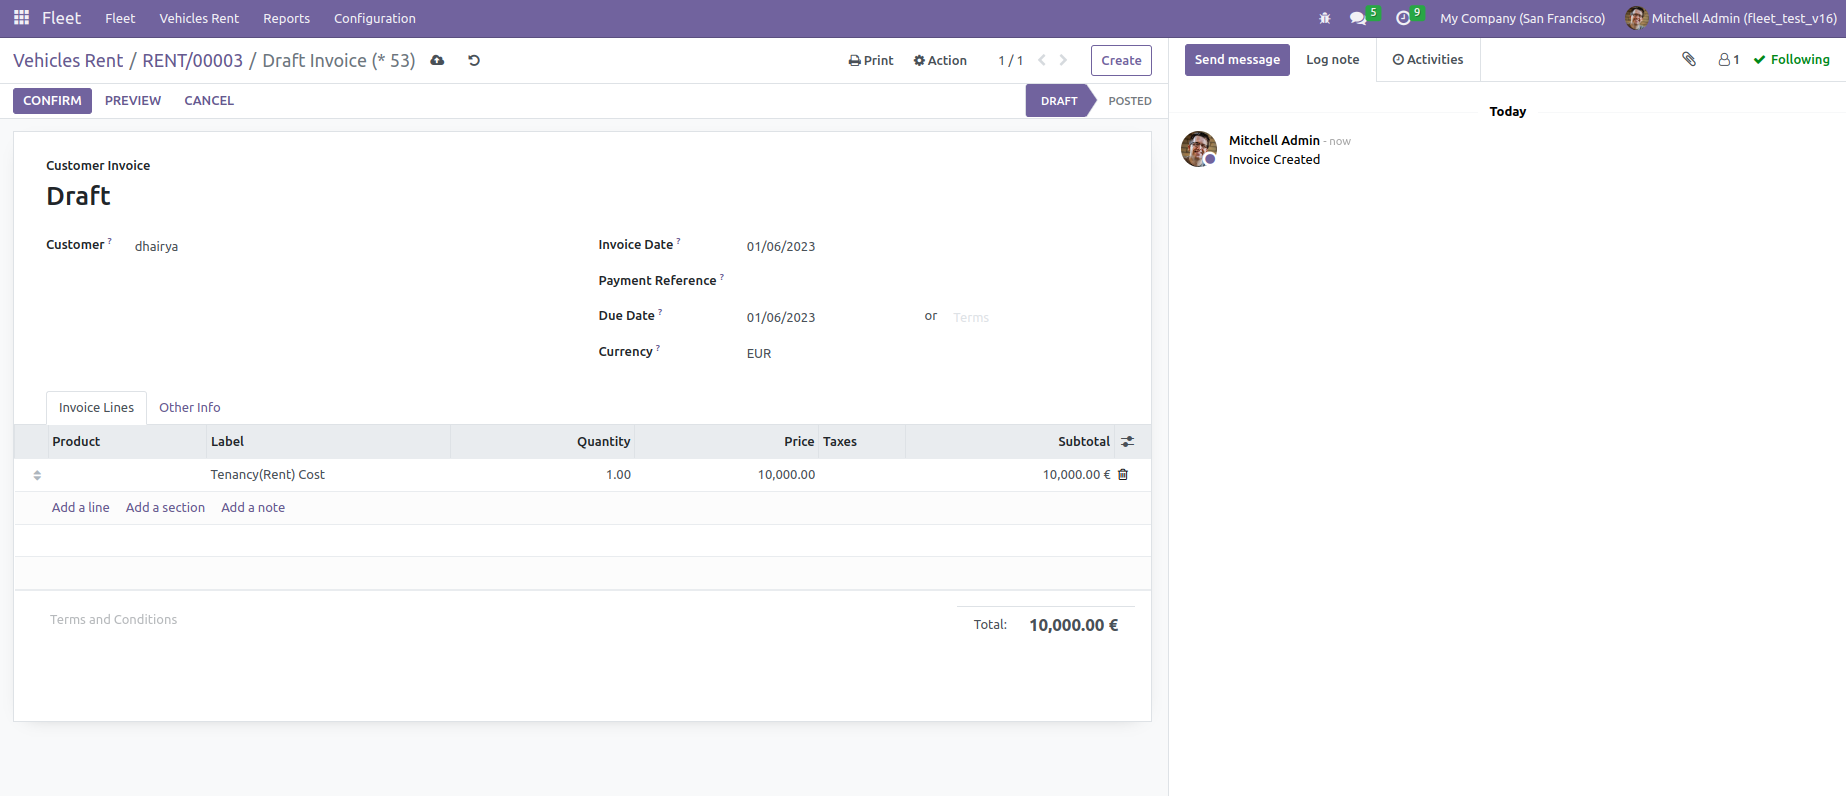 Fleet Fleet Vehicles Rent Reports Configuration 5 9 My Company (San Francisco) Mitchell Admin (fleet_test_v16)
Vehicles Rent / RENT/00003 / Draft Invoice (* 53) Print Action 1 / 1 Create
CONFIRM PREVIEW CANCEL DRAFT POSTED
Customer Invoice
Draft
Customer ? dhairya
Invoice Date ? 01/06/2023
Payment Reference ?
Due Date ? 01/06/2023 or Terms
Currency ? EUR
Invoice Lines Other Info
Product Label Quantity Price Taxes Subtotal
Tenancy(Rent) Cost 1.00 10,000.00 10,000.00 €
Add a line Add a section Add a note
Terms and Conditions
Total: 10,000.00 €
Send message Log note Activities 1 Following
Today
Mitchell Admin - now
Invoice Created